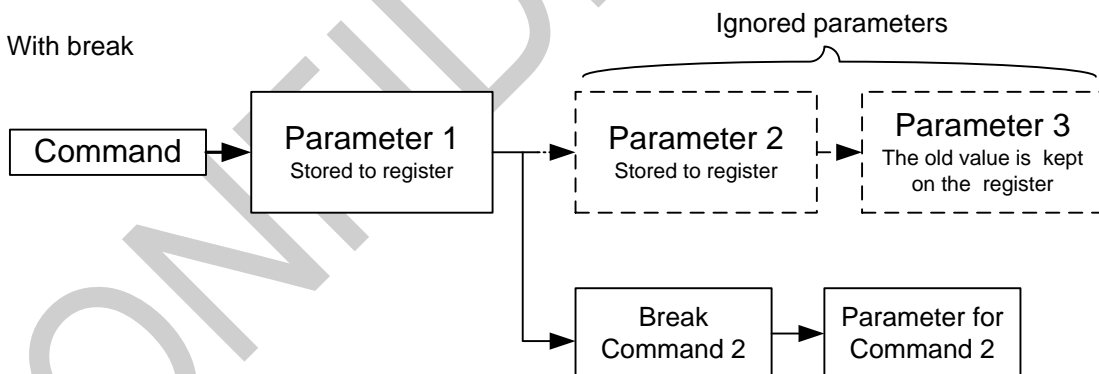 Ignored parameters
With break
Command
Parameter 1
Stored to register
Parameter 2
Stored to register
Parameter 3
The old value is kept
on the register
Break
Command 2
Parameter for
Command 2
ONFID